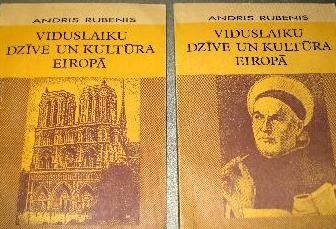 ANDRIS RUBENIS
VIDUSLAIKU
DZĪVE UN KULTŪRA
EIROPĀ
ANDRIS RUBENIS
VIDUSLAIKU
DZĪVE UN KULTŪRA
EIROPĀ